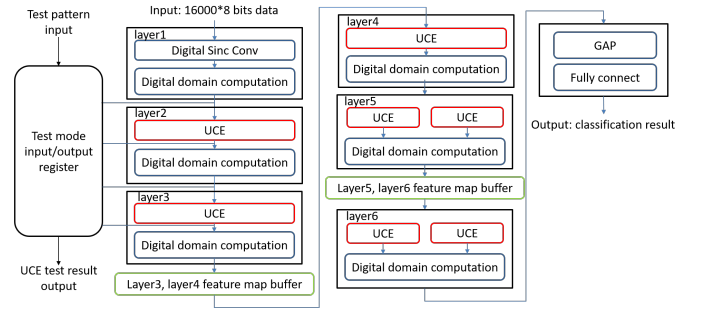 Test pattern
input
Test mode
input/output
register
UCE test result
output
Input: 16000*8 bits data
layer1
Digital Sinc Conv
Digital domain computation
layer2
UCE
Digital domain computation
layer3
UCE
Digital domain computation
Layer3, layer4 feature map buffer
layer4
UCE
Digital domain computation
layer5
UCE
UCE
Digital domain computation
Layer5, layer6 feature map buffer
layer6
UCE
UCE
Digital domain computation
GAP
Fully connect
Output: classification result